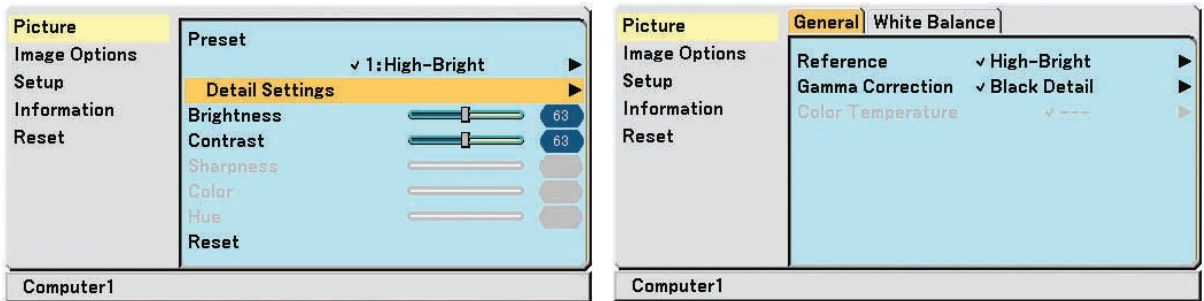 Picture
Image Options
Setup
Information
Reset
Preset
✓ 1:High-Bright ▶
Detail Settings ▶
Brightness 63
Contrast 63
Sharpness
Color
Hue
Reset
Computer1
Picture
Image Options
Setup
Information
Reset
General White Balance
Reference ✓ High-Bright ▶
Gamma Correction ✓ Black Detail ▶
Color Temperature ✓ --- ▶
Computer1